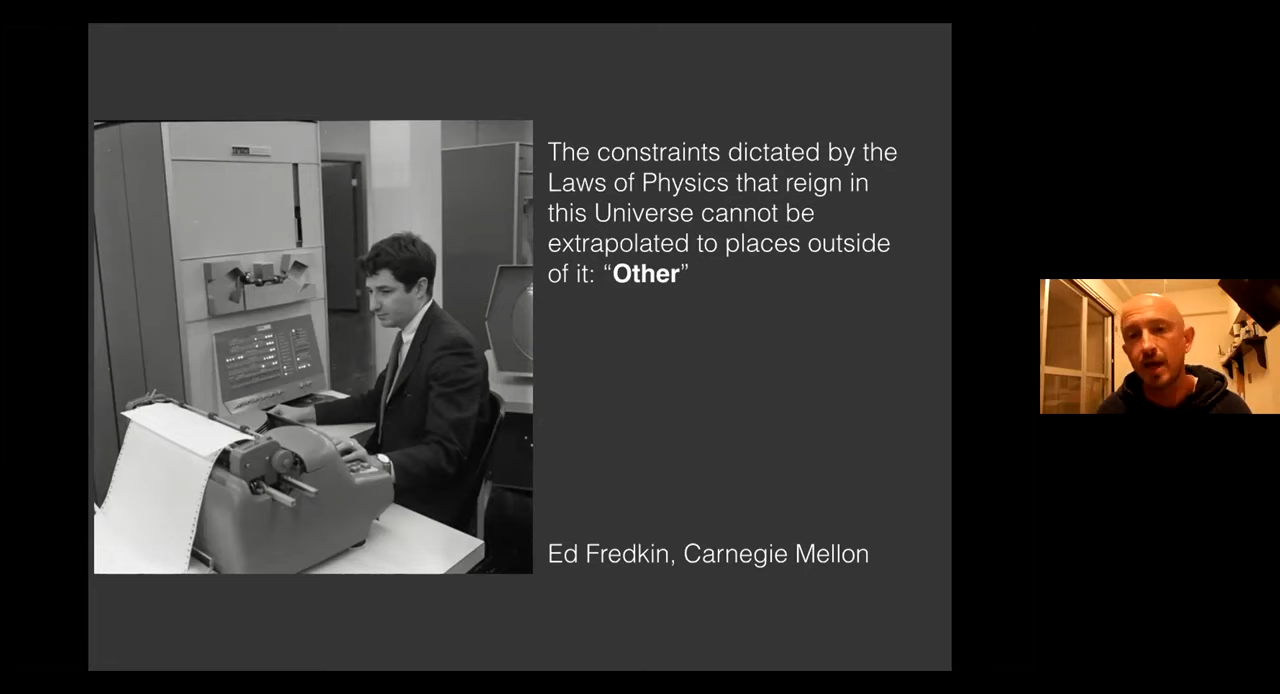 The constraints dictated by the
Laws of Physics that reign in
this Universe cannot be
extrapolated to places outside
of it: “Other”
Ed Fredkin, Carnegie Mellon